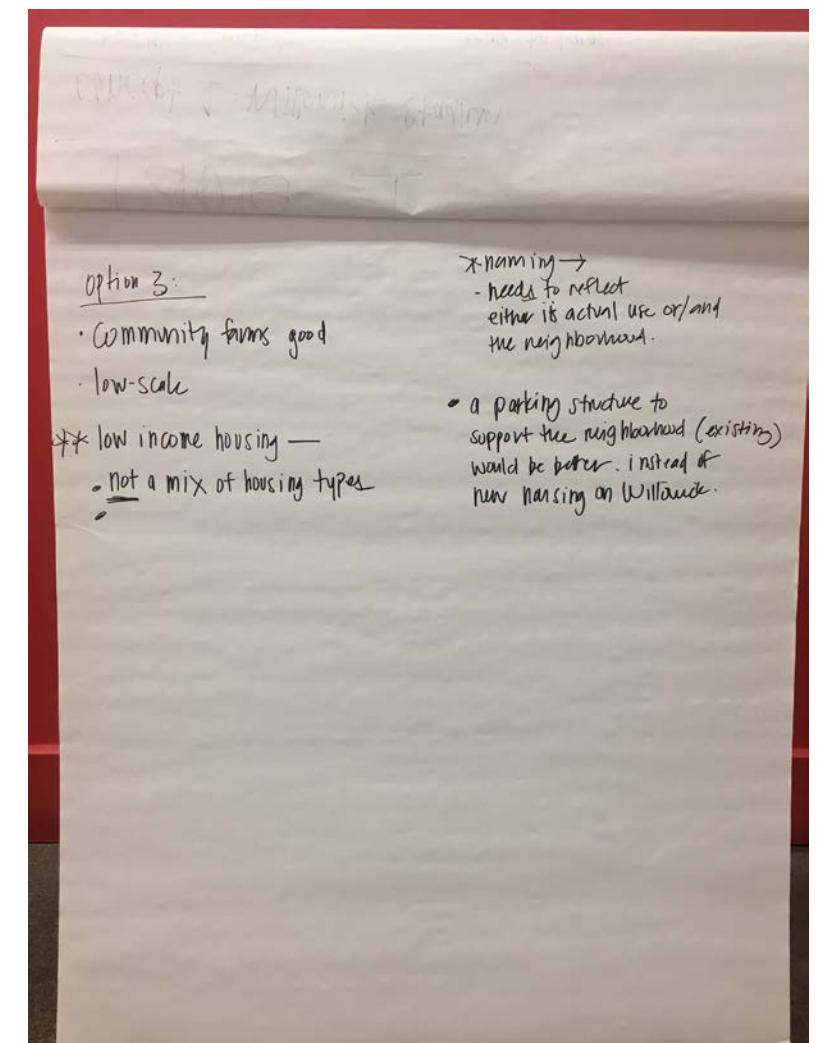 option 3:
• Community farms good
• low-scale
** low income housing —
• not a mix of housing types
•
* naming →
- needs to reflect
either its actual use or/and
the neighborhood.
• a parking structure to
support the neighborhood (existing)
would be better. instead of
new housing on